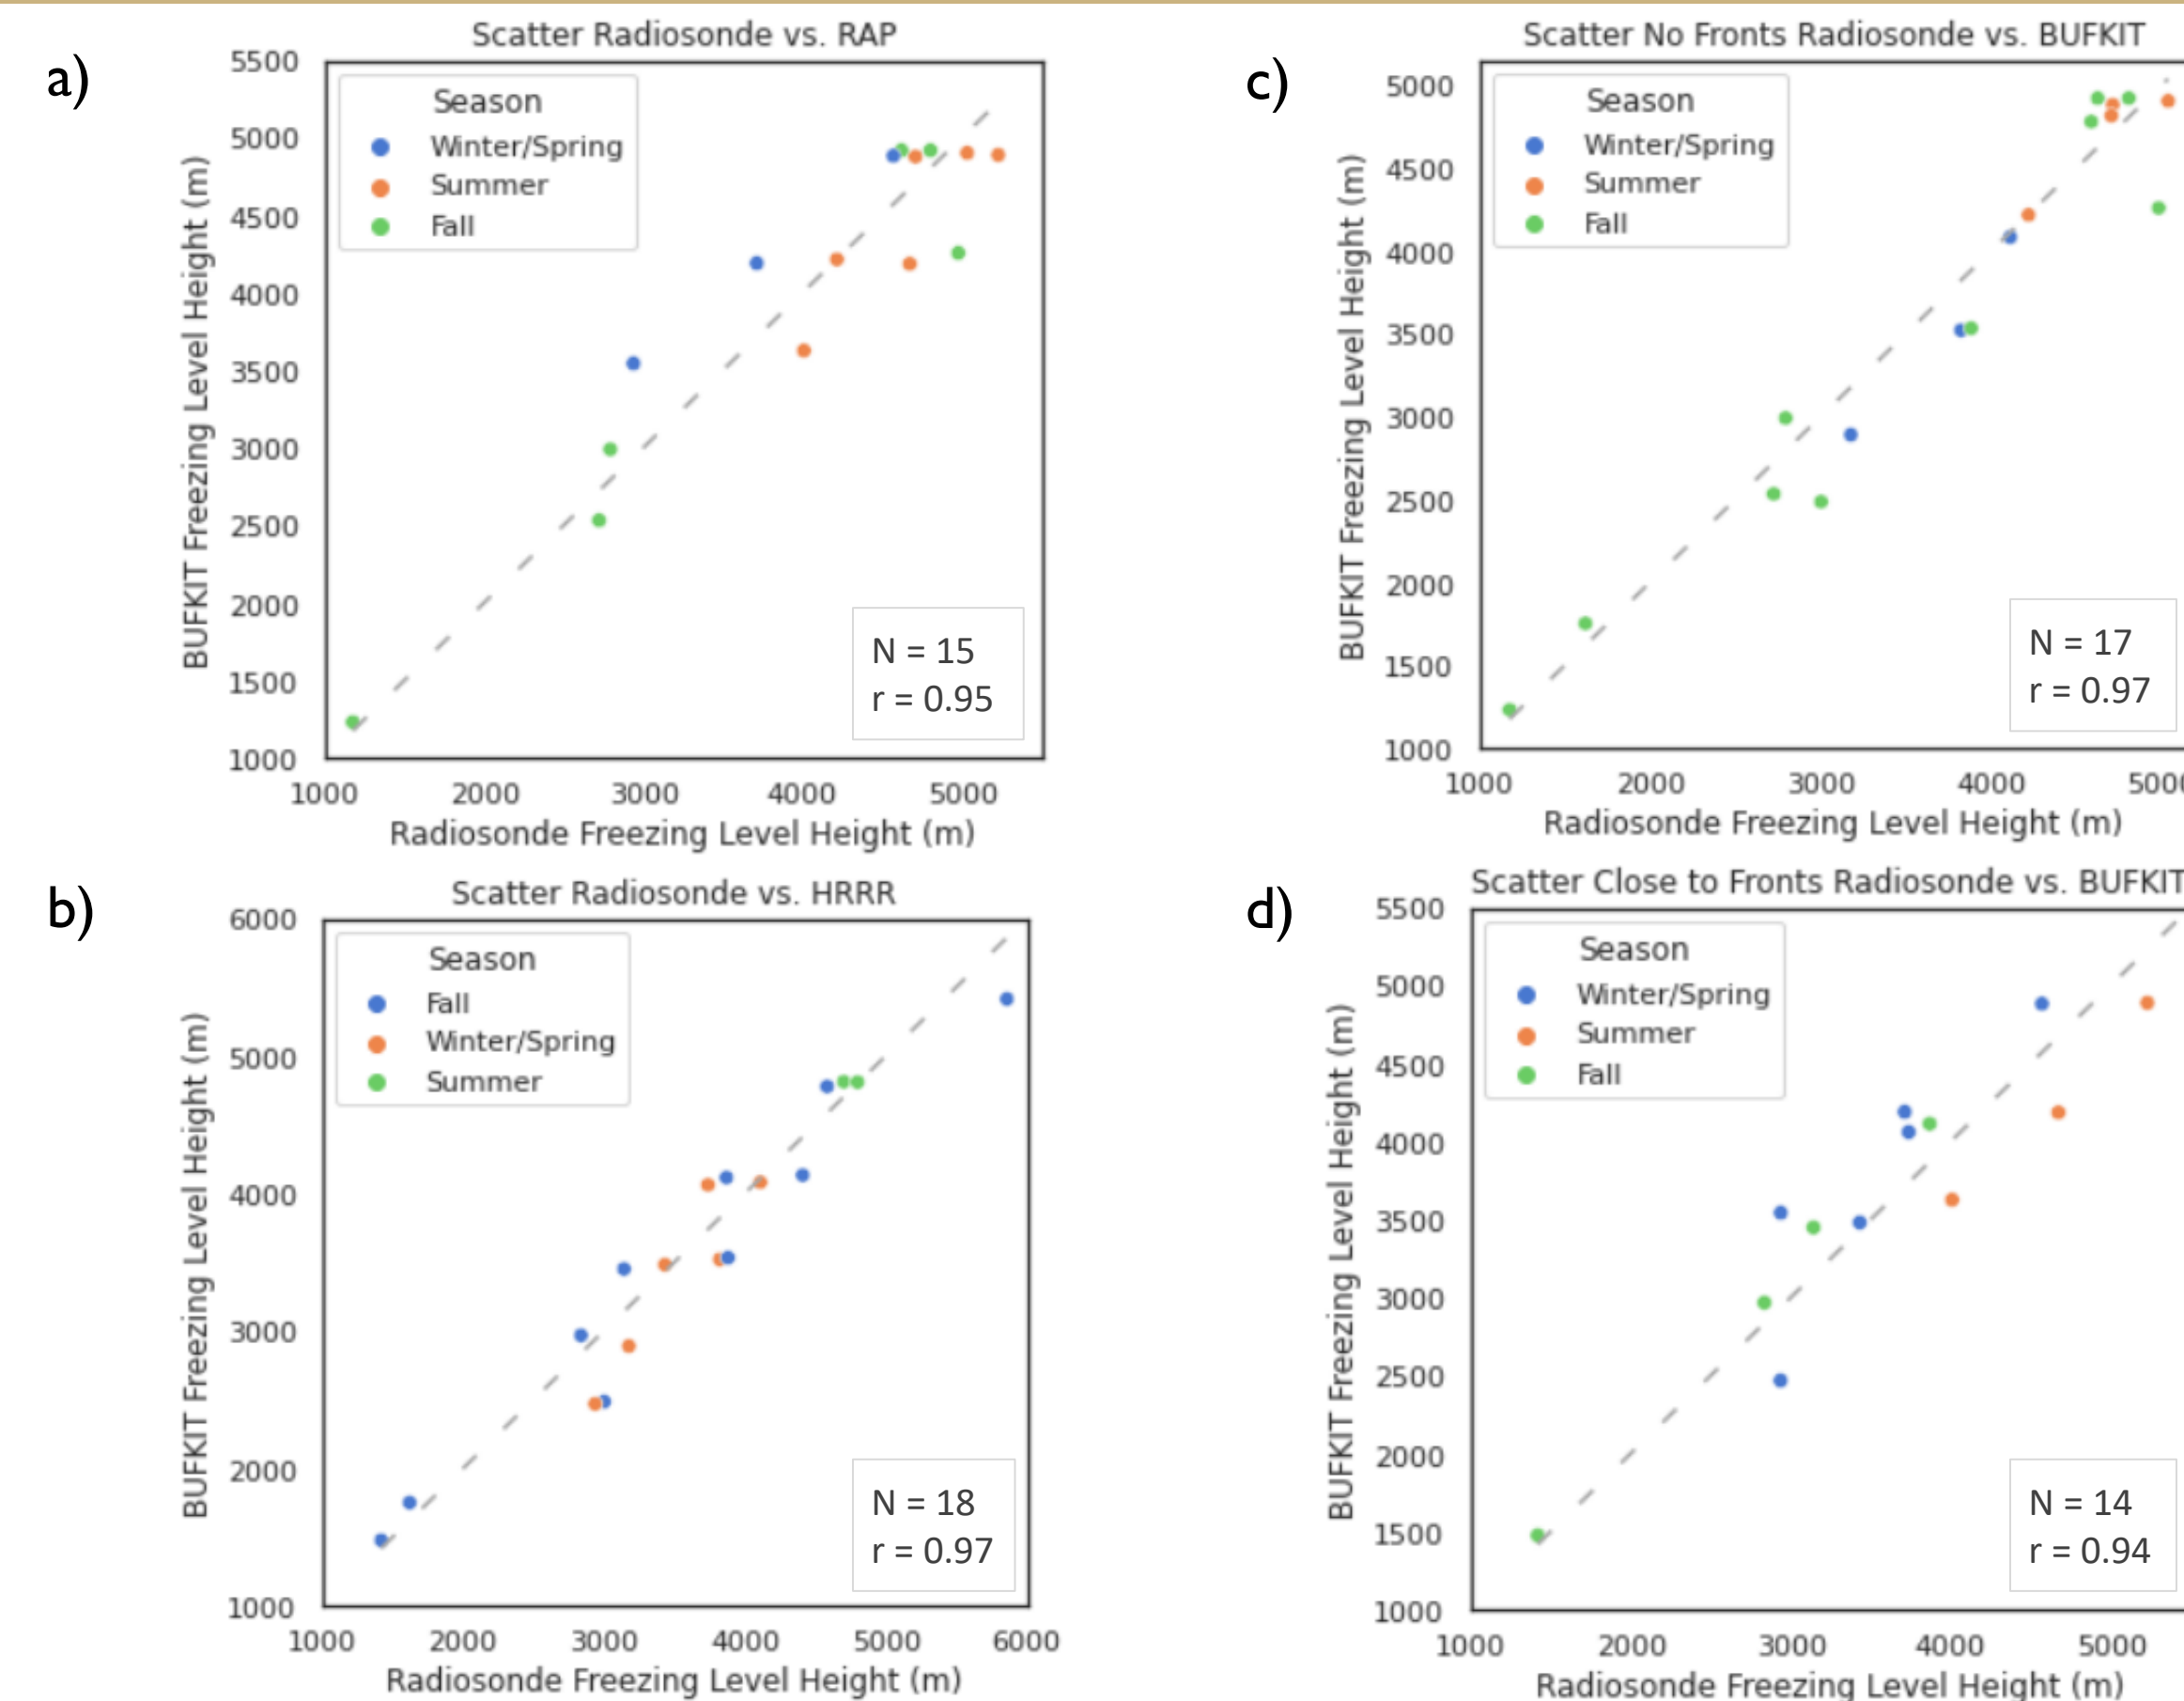 a)
Scatter Radiosonde vs. RAP
BUFKIT Freezing Level Height (m)
5500
5000
4500
4000
3500
3000
2500
2000
1500
1000
Season
Winter/Spring
Summer
Fall
N = 15
r = 0.95
1000 2000 3000 4000 5000
Radiosonde Freezing Level Height (m)
b)
Scatter Radiosonde vs. HRRR
BUFKIT Freezing Level Height (m)
6000
5000
4000
3000
2000
1000
Season
Fall
Winter/Spring
Summer
N = 18
r = 0.97
1000 2000 3000 4000 5000 6000
Radiosonde Freezing Level Height (m)
c)
Scatter No Fronts Radiosonde vs. BUFKIT
BUFKIT Freezing Level Height (m)
5000
4500
4000
3500
3000
2500
2000
1500
1000
Season
Winter/Spring
Summer
Fall
N = 17
r = 0.97
1000 2000 3000 4000 500
Radiosonde Freezing Level Height (m)
d)
Scatter Close to Fronts Radiosonde vs. BUFKIT
BUFKIT Freezing Level Height (m)
5500
5000
4500
4000
3500
3000
2500
2000
1500
1000
Season
Winter/Spring
Summer
Fall
N = 14
r = 0.94
1000 2000 3000 4000 5000
Radiosonde Freezing Level Height (m)